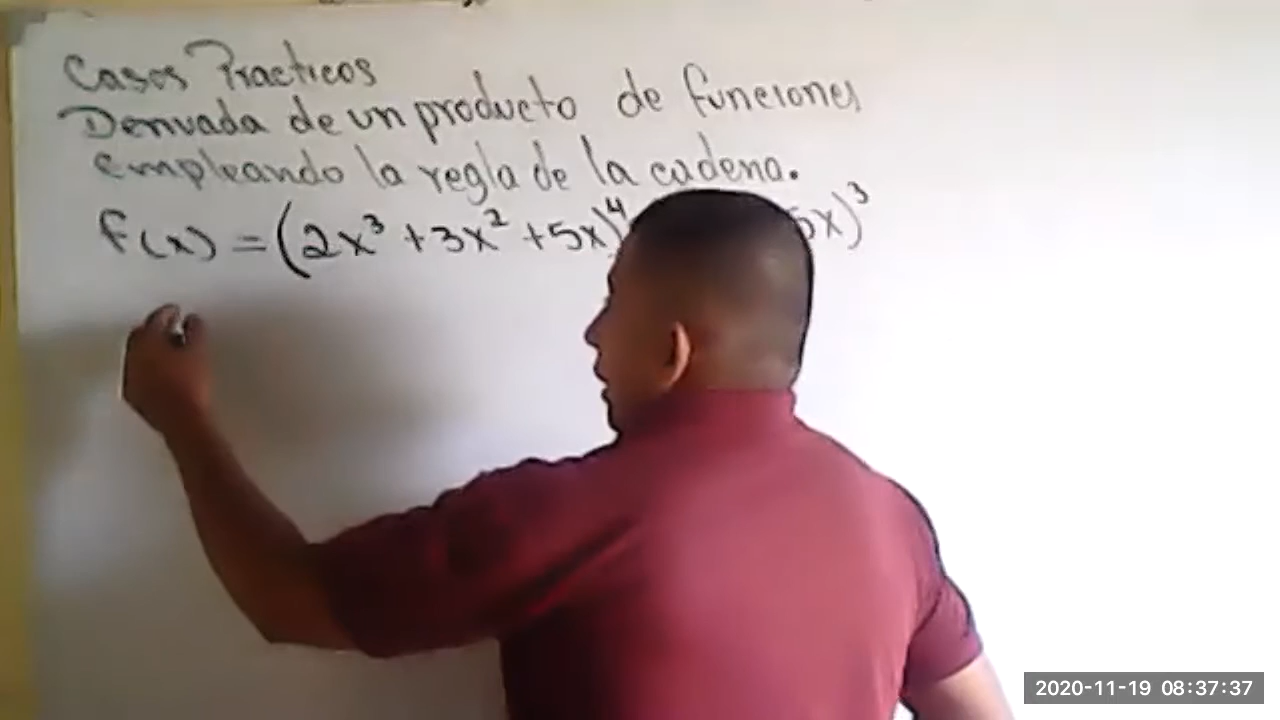 Casos Practicos
Derivada de un producto de funciones
empleando la regla de la cadena.
f(x) = (2x³ + 3x² + 5x)⁴ 5x)³
2020-11-19 08:37:37